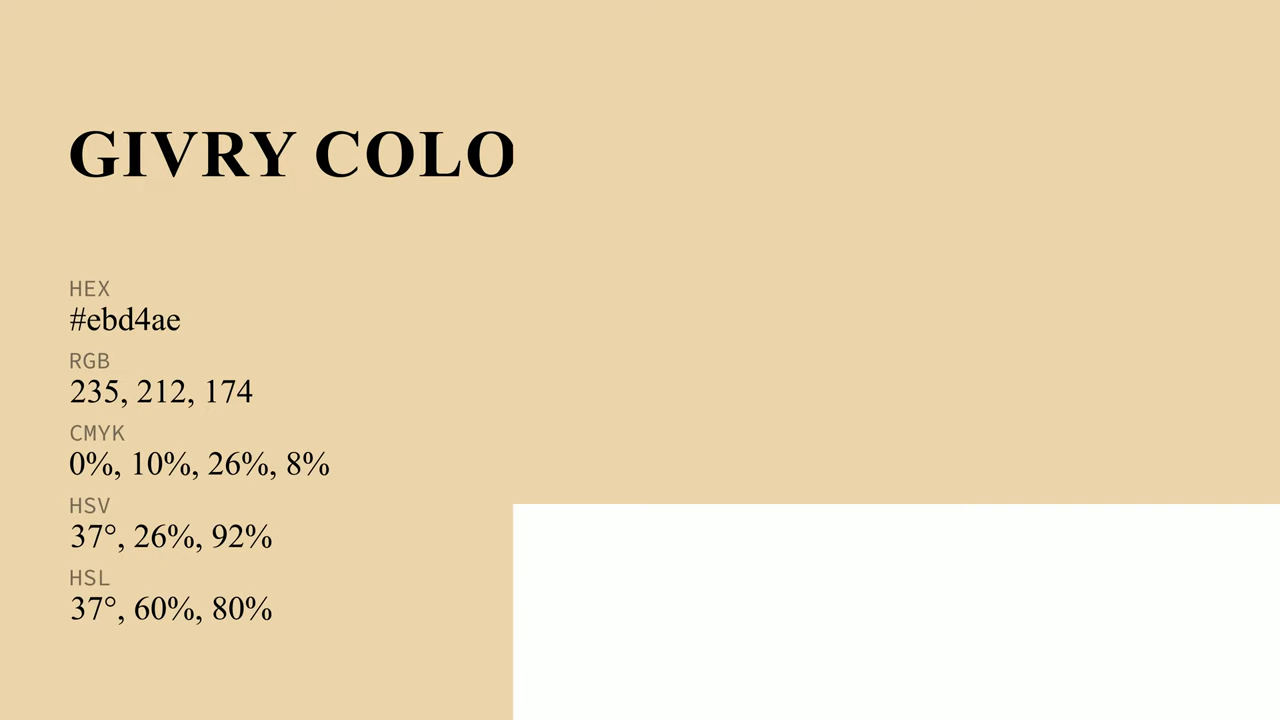 GIVRY COLO
HEX
#ebd4ae
RGB
235, 212, 174
CMYK
0%, 10%, 26%, 8%
HSV
37°, 26%, 92%
HSL
37°, 60%, 80%